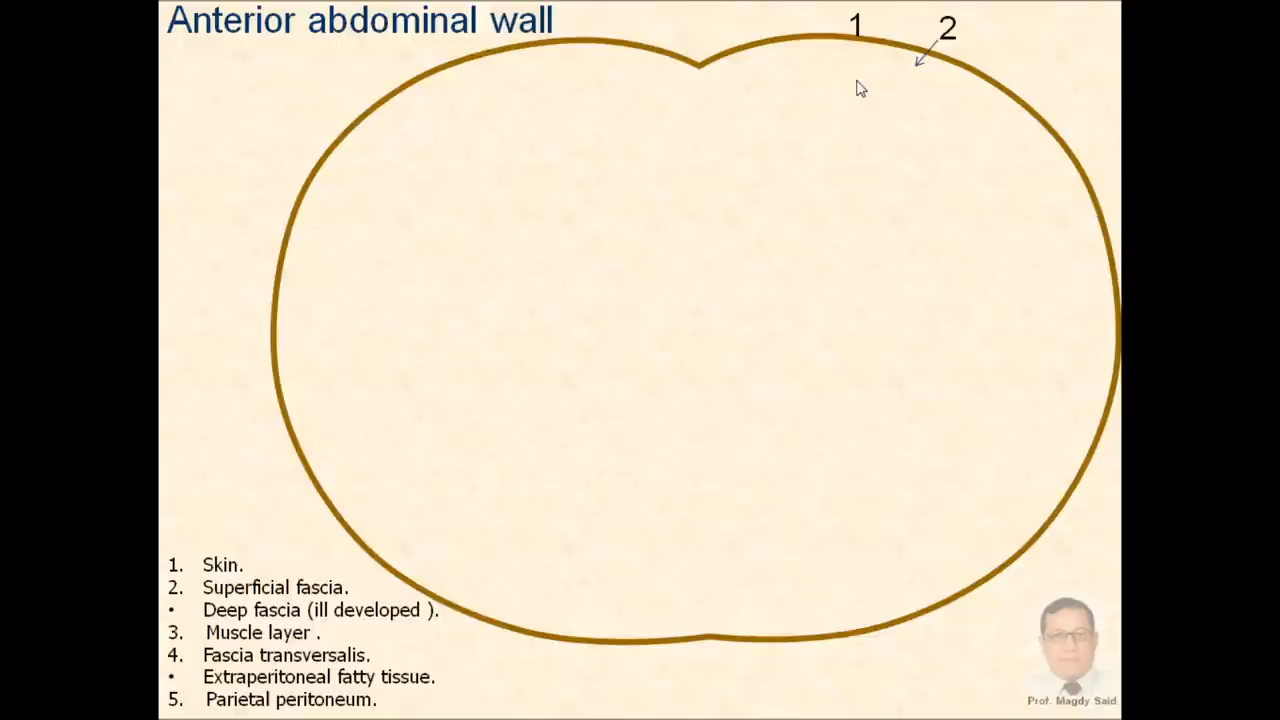 Anterior abdominal wall
1 2
1. Skin.
2. Superficial fascia.
• Deep fascia (ill developed ).
3. Muscle layer .
4. Fascia transversalis.
• Extraperitoneal fatty tissue.
5. Parietal peritoneum.
Prof. Magdy Said